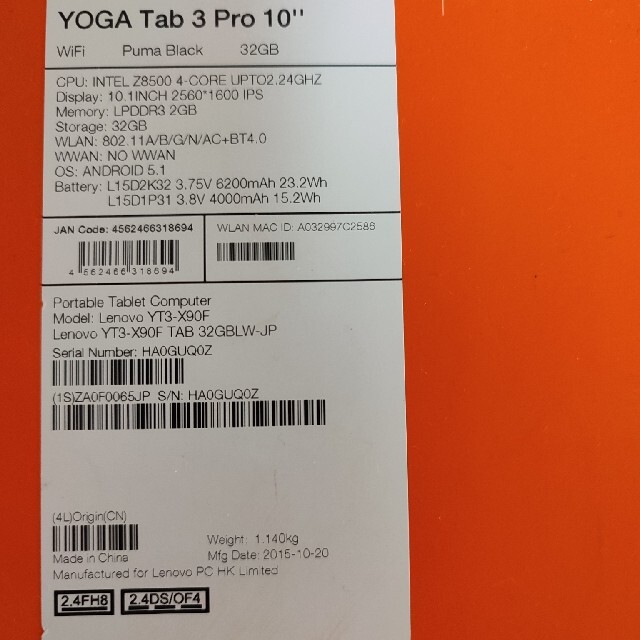 YOGA Tab 3 Pro 10''
WiFi Puma Black 32GB
CPU: INTEL Z8500 4-CORE UPTO2.24GHZ
Display: 10.1INCH 2560*1600 IPS
Memory: LPDDR3 2GB
Storage: 32GB
WLAN: 802.11A/B/G/N/AC+BT4.0
WWAN: NO WWAN
OS: ANDROID 5.1
Battery: L15D2K32 3.75V 6200mAh 23.2Wh
L15D1P31 3.8V 4000mAh 15.2Wh
JAN Code: 4562466318694
4 562466 318694
WLAN MAC ID: A032997C2586
Portable Tablet Computer
Model: Lenovo YT3-X90F
Lenovo YT3-X90F TAB 32GBLW-JP
Serial Number: HA0GUQ0Z
(1S)ZA0F0065JP S/N: HA0GUQ0Z
(4L)Origin(CN)
Made in China
Weight: 1.140kg
Mfg Date: 2015-10-20
Manufactured for Lenovo PC HK Limited
2.4FH8 2.4DS/OF4